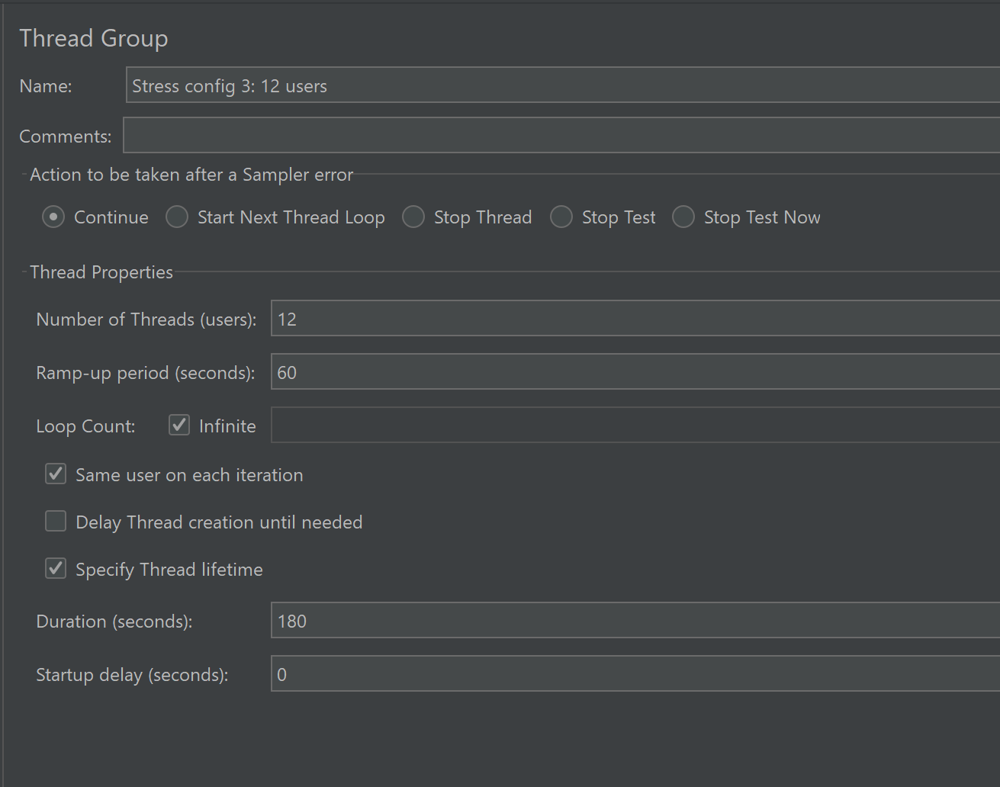 Thread Group
Name: Stress config 3: 12 users
Comments:
Action to be taken after a Sampler error
Continue Start Next Thread Loop Stop Thread Stop Test Stop Test Now
Thread Properties
Number of Threads (users): 12
Ramp-up period (seconds): 60
Loop Count: Infinite
Same user on each iteration
Delay Thread creation until needed
Specify Thread lifetime
Duration (seconds): 180
Startup delay (seconds): 0